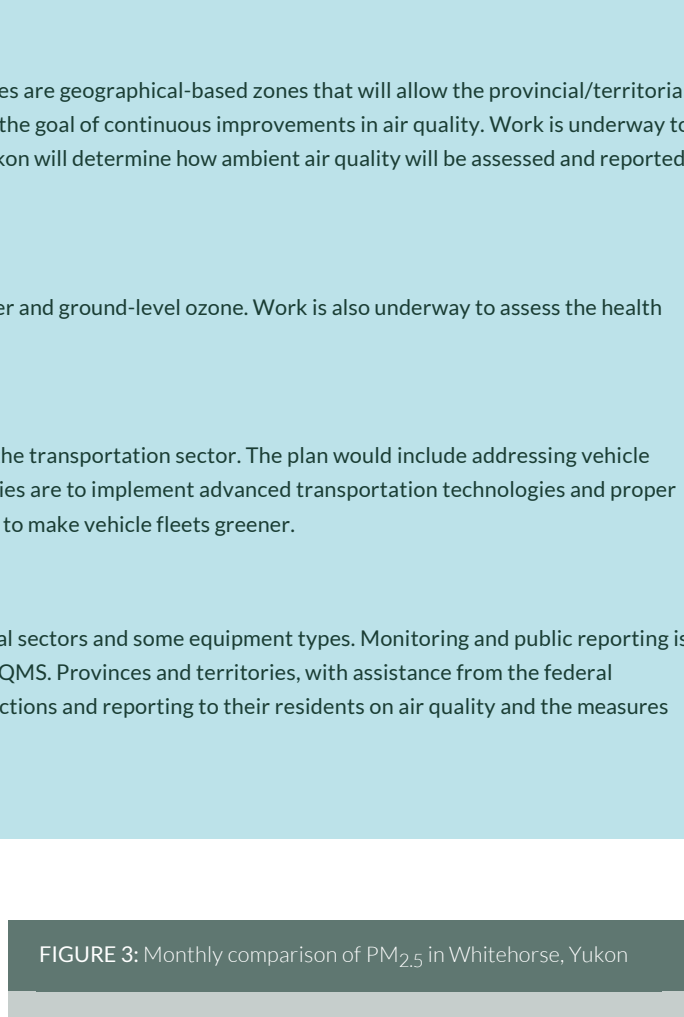 es are geographical-based zones that will allow the provincial/territoria
the goal of continuous improvements in air quality. Work is underway to
kon will determine how ambient air quality will be assessed and reported
er and ground-level ozone. Work is also underway to assess the health
he transportation sector. The plan would include addressing vehicle
ies are to implement advanced transportation technologies and proper
to make vehicle fleets greener.
al sectors and some equipment types. Monitoring and public reporting is
QMS. Provinces and territories, with assistance from the federal
ctions and reporting to their residents on air quality and the measures
FIGURE 3: Monthly comparison of PM2.5 in Whitehorse, Yukon